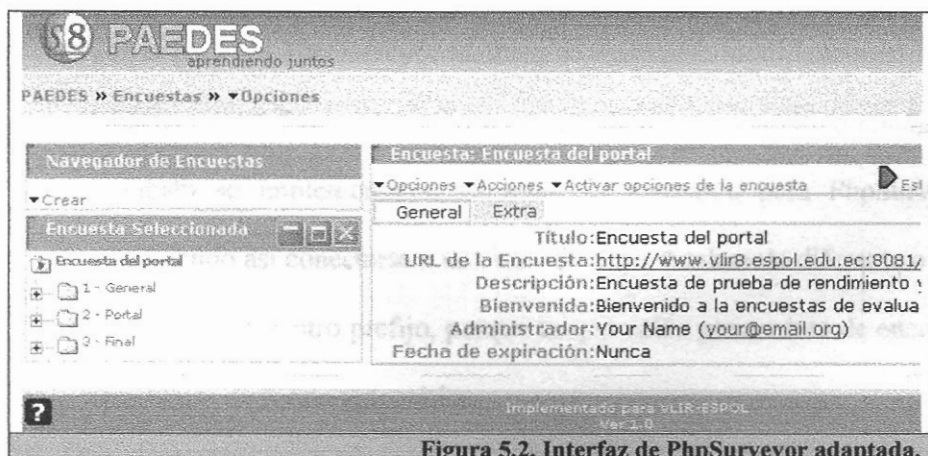 PAEDES
aprendiendo juntos
PAEDES » Encuestas » ▾Opciones
Navegador de Encuestas
▾Crear
Encuesta Seleccionada
Encuesta del portal
1 - General
2 - Portal
3 - Final
Encuesta: Encuesta del portal
▾Opciones ▾Acciones ▾Activar opciones de la encuesta
General Extra
Título:Encuesta del portal
URL de la Encuesta:http://www.vlir8.espol.edu.ec:8081/
Descripción:Encuesta de prueba de rendimiento
Bienvenida:Bienvenido a la encuestas de evalua
Administrador:Your Name (your@email.org)
Fecha de expiración:Nunca
?
Implementado para VLIR-ESPOL
Ver 1.0
Figura 5.2. Interfaz de PhpSurveyor adaptada.